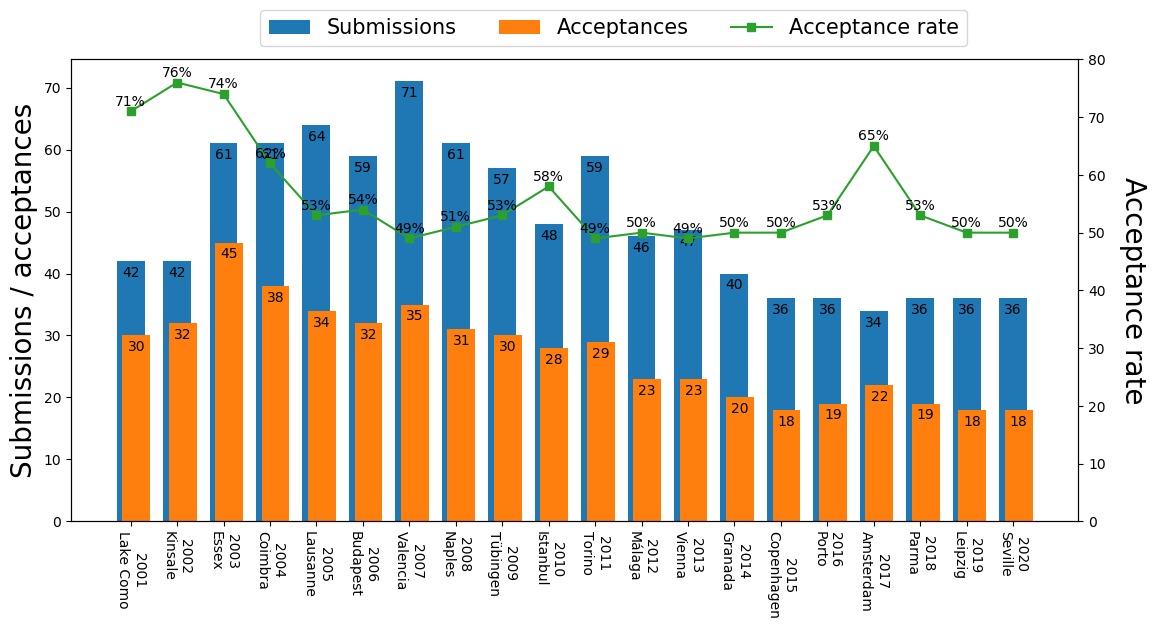 Submissions Acceptances Acceptance rate
Submissions / acceptances
Acceptance rate
70
60
50
40
30
20
10
0
80
70
60
50
40
30
20
10
0
71% 76% 74% 62% 53% 54% 49% 51% 53% 58% 49% 50% 49% 50% 50% 53% 65% 53% 50% 50%
42 42 61 61 64 59 71 61 57 48 59 46 47 40 36 36 34 36 36 36
30 32 45 38 34 32 35 31 30 28 29 23 23 20 18 19 22 19 18 18
2001
Lake Como
2002
Kinsale
2003
Essex
2004
Coimbra
2005
Lausanne
2006
Budapest
2007
Valencia
2008
Naples
2009
Tübingen
2010
Istanbul
2011
Torino
2012
Málaga
2013
Vienna
2014
Granada
2015
Copenhagen
2016
Porto
2017
Amsterdam
2018
Parma
2019
Leipzig
2020
Seville